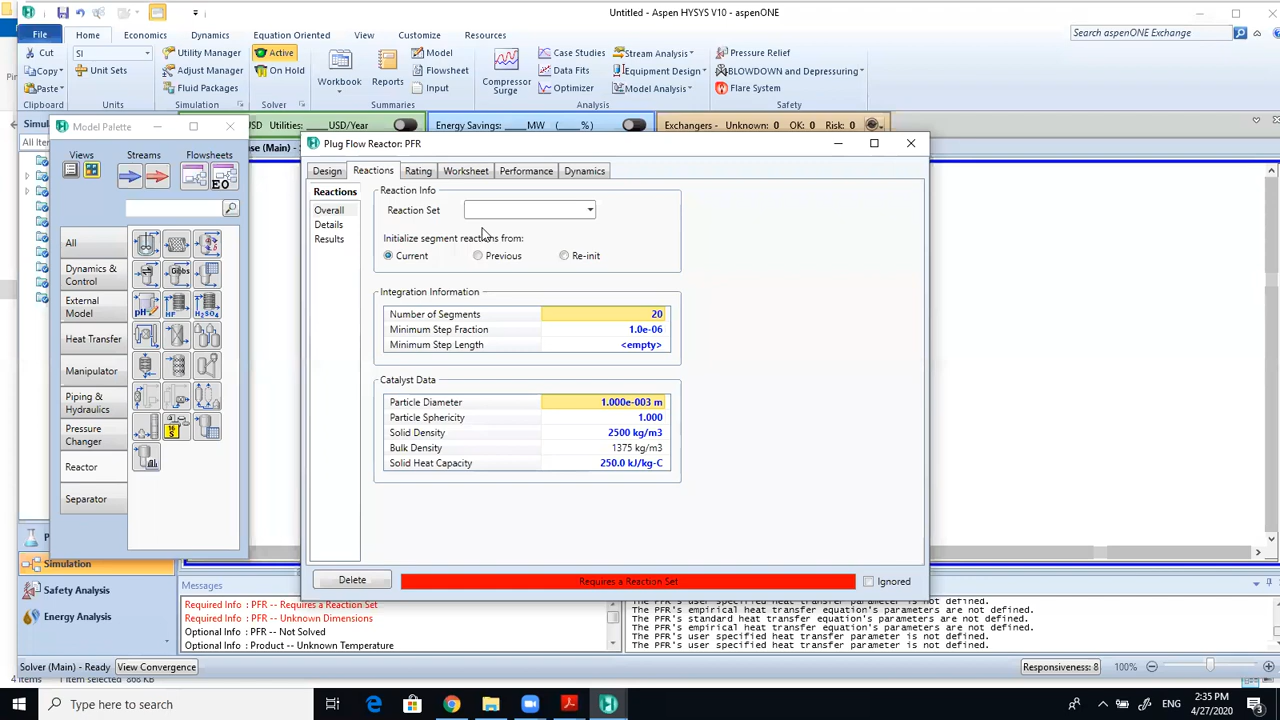 Untitled - Aspen HYSYS V10 - aspenONE
File Home Economics Dynamics Equation Oriented View Customize Resources
Search aspenONE Exchange
Cut SI Utility Manager Active Model Case Studies Stream Analysis Pressure Relief
Copy Unit Sets Adjust Manager On Hold Workbook Reports Flowsheet Compressor Surge Data Fits Equipment Design BLOWDOWN and Depressuring
Paste Fluid Packages Input Optimizer Model Analysis Flare System
Clipboard Units Simulation Solver Summaries Analysis Safety
USD Utilities: ____USD/Year Energy Savings: ____MW (____%) Exchangers - Unknown: 0 OK: 0 Risk: 0
Model Palette
Views Streams Flowsheets
EO
All
Dynamics & Control
External Model
Heat Transfer
Manipulator
Piping & Hydraulics
Pressure Changer
Reactor
Separator
Gibbs
pH
HF
H2SO4
16
S
Plug Flow Reactor: PFR
Design Reactions Rating Worksheet Performance Dynamics
Reactions
Overall
Details
Results
Reaction Info
Reaction Set
Initialize segment reactions from:
Current Previous Re-init
Integration Information
Number of Segments 20
Minimum Step Fraction 1.0e-06
Minimum Step Length <empty>
Catalyst Data
Particle Diameter 1.000e-003 m
Particle Sphericity 1.000
Solid Density 2500 kg/m3
Bulk Density 1375 kg/m3
Solid Heat Capacity 250.0 kJ/kg-C
Delete Requires a Reaction Set Ignored
Simulation
Safety Analysis
Energy Analysis
Messages
Required Info : PFR -- Requires a Reaction Set
Required Info : PFR -- Unknown Dimensions
Optional Info : PFR -- Not Solved
Optional Info : Product -- Unknown Temperature
The PFR's empirical heat transfer equation's parameters are not defined.
The PFR's standard heat transfer equation's parameters are not defined.
The PFR's user specified heat transfer parameter is not defined.
The PFR's empirical heat transfer equation's parameters are not defined.
The PFR's user specified heat transfer parameter is not defined.
Solver (Main) - Ready View Convergence Responsiveness: 8 100%
Type here to search
ENG
2:35 PM
4/27/2020
3